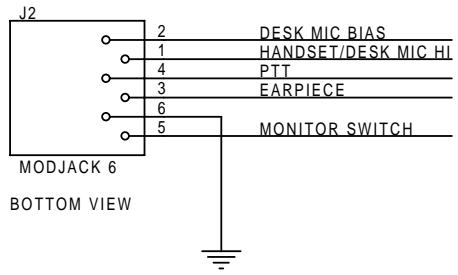 J2
2 DESK MIC BIAS
1 HANDSET/DESK MIC HI
4 PTT
3 EARPIECE
6
5 MONITOR SWITCH
MODJACK 6
BOTTOM VIEW